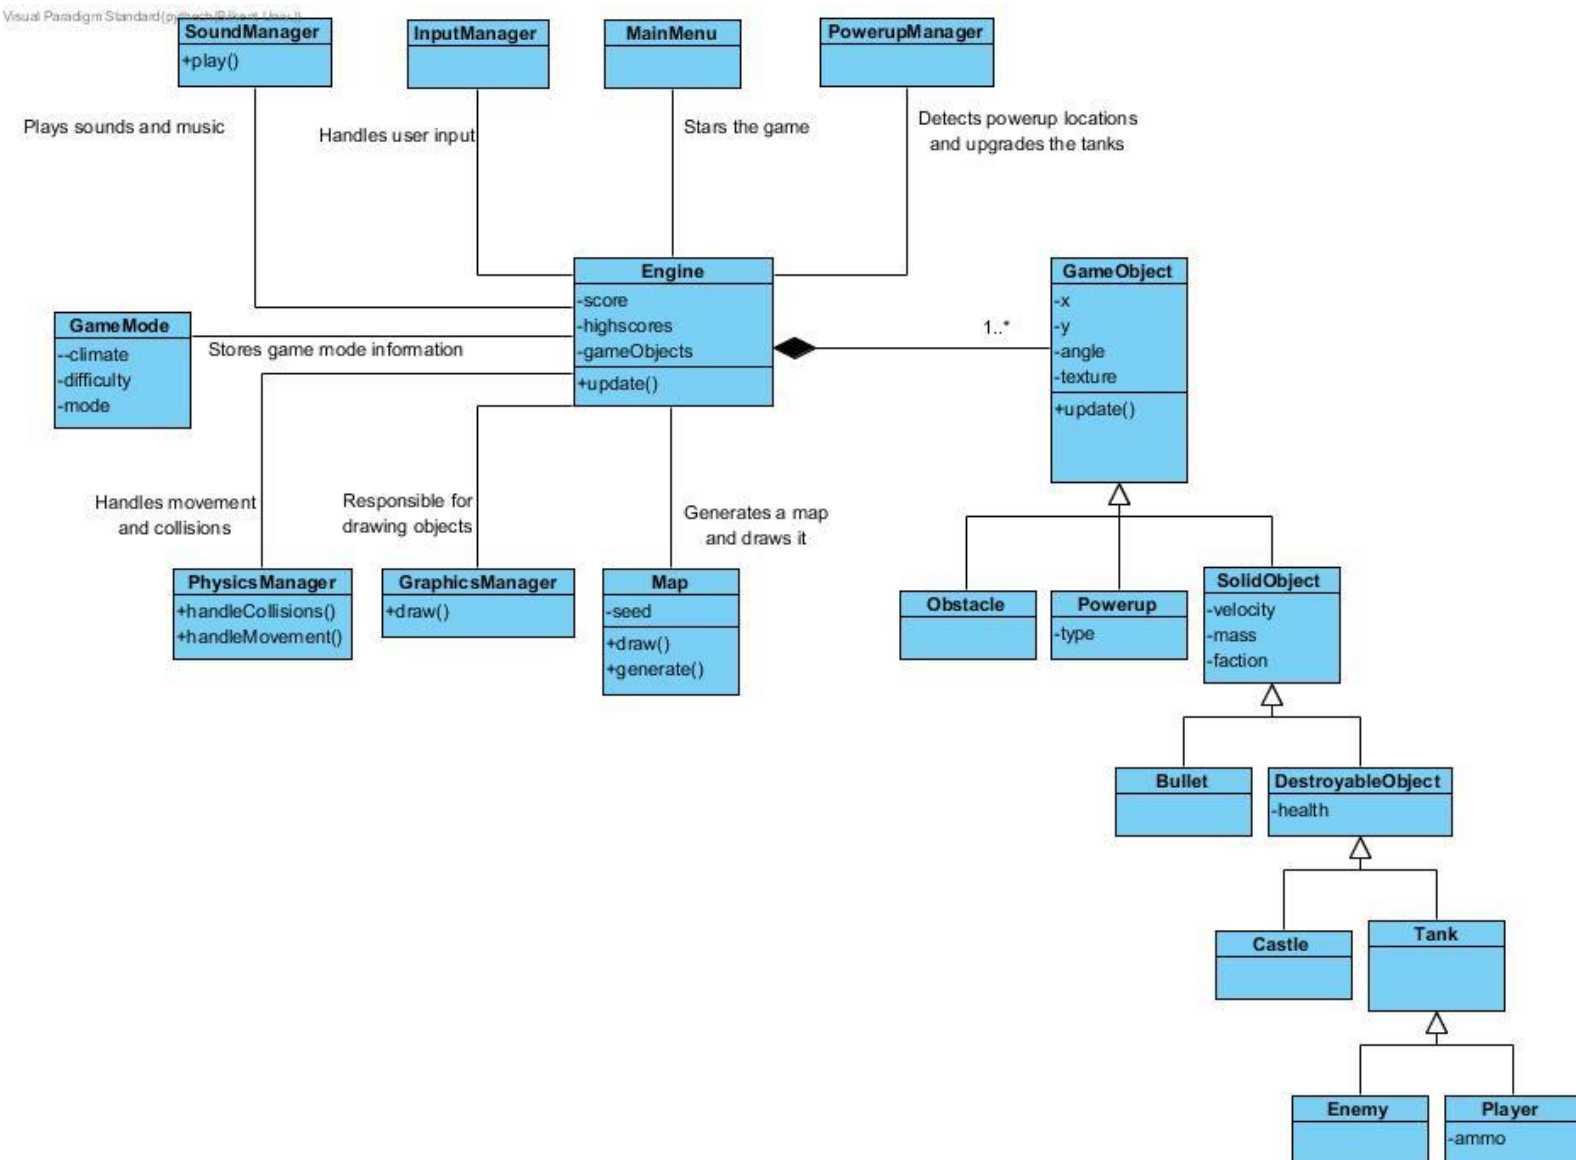 Visual Paradigm Standard
SoundManager
+play()
InputManager
MainMenu
PowerupManager
Plays sounds and music
Handles user input
Stars the game
Detects powerup locations
and upgrades the tanks
Engine
-score
-highscores
-gameObjects
+update()
GameObject
-x
-y
-angle
-texture
+update()
1..*
GameMode
--climate
-difficulty
-mode
Stores game mode information
Handles movement
and collisions
Responsible for
drawing objects
Generates a map
and draws it
PhysicsManager
+handleCollisions()
+handleMovement()
GraphicsManager
+draw()
Map
-seed
+draw()
+generate()
Obstacle
Powerup
-type
SolidObject
-velocity
-mass
-faction
Bullet
DestroyableObject
-health
Castle
Tank
Enemy
Player
-ammo